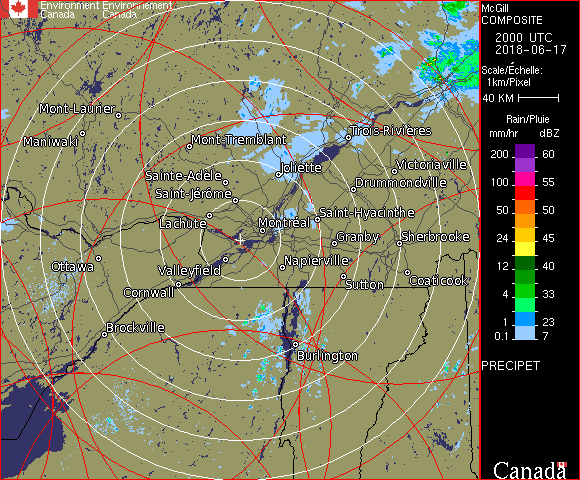 Environment Environnement
Canada Canada
McGill
COMPOSITE
2000 UTC
2018-06-17
Scale/Échelle:
1km/Pixel
40 KM
Rain/Pluie
mm/hr dBZ
200 60
100 55
50 50
24 45
12 40
4 33
1 23
0.1 7
PRECIPET
Canada
Mont-Laurier
Maniwaki
Mont-Tremblant
Trois-Rivières
Sainte-Adèle
Joliette
Victoriaville
Saint-Jérôme
Drummondville
Lachute
Montréal
Saint-Hyacinthe
Granby
Sherbrooke
Ottawa
Valleyfield
Napierville
Cornwall
Sutton
Coaticook
Brockville
Burlington